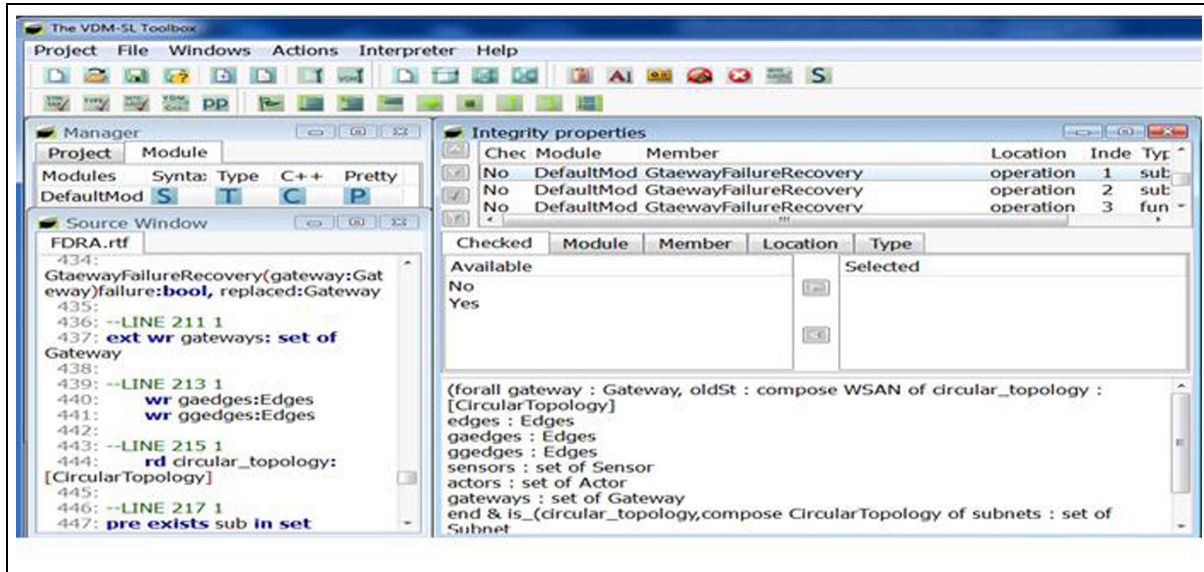 The VDM-SL Toolbox
Project File Windows Actions Interpreter Help
Manager
Project Module
Modules Synta: Type C++ Pretty
DefaultMod S T C P
Source Window
FDRA.rtf
434:
GtaewayFailureRecovery(gateway:Gat
eway)failure:bool, replaced:Gateway
435:
436: --LINE 211 1
437: ext wr gateways: set of
Gateway
438:
439: --LINE 213 1
440: wr gaedges:Edges
441: wr ggedges:Edges
442:
443: --LINE 215 1
444: rd circular_topology:
[CircularTopology]
445:
446: --LINE 217 1
447: pre exists sub in set
Integrity properties
Chec Module Member Location Inde Typ
No DefaultMod GtaewayFailureRecovery operation 1 sub
No DefaultMod GtaewayFailureRecovery operation 2 sub
No DefaultMod GtaewayFailureRecovery operation 3 fun
Checked Module Member Location Type
Available Selected
No
Yes
(forall gateway : Gateway, oldSt : compose WSAN of circular_topology :
[CircularTopology]
edges : Edges
gaedges : Edges
ggedges : Edges
sensors : set of Sensor
actors : set of Actor
gateways : set of Gateway
end & is_(circular_topology,compose CircularTopology of subnets : set of
Subnet